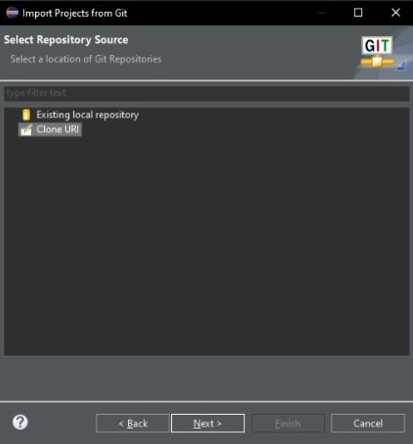 Import Projects from Git
Select Repository Source
Select a location of Git Repositories
GIT
type filter text
Existing local repository
Clone URI
?
< Back
Next >
Finish
Cancel